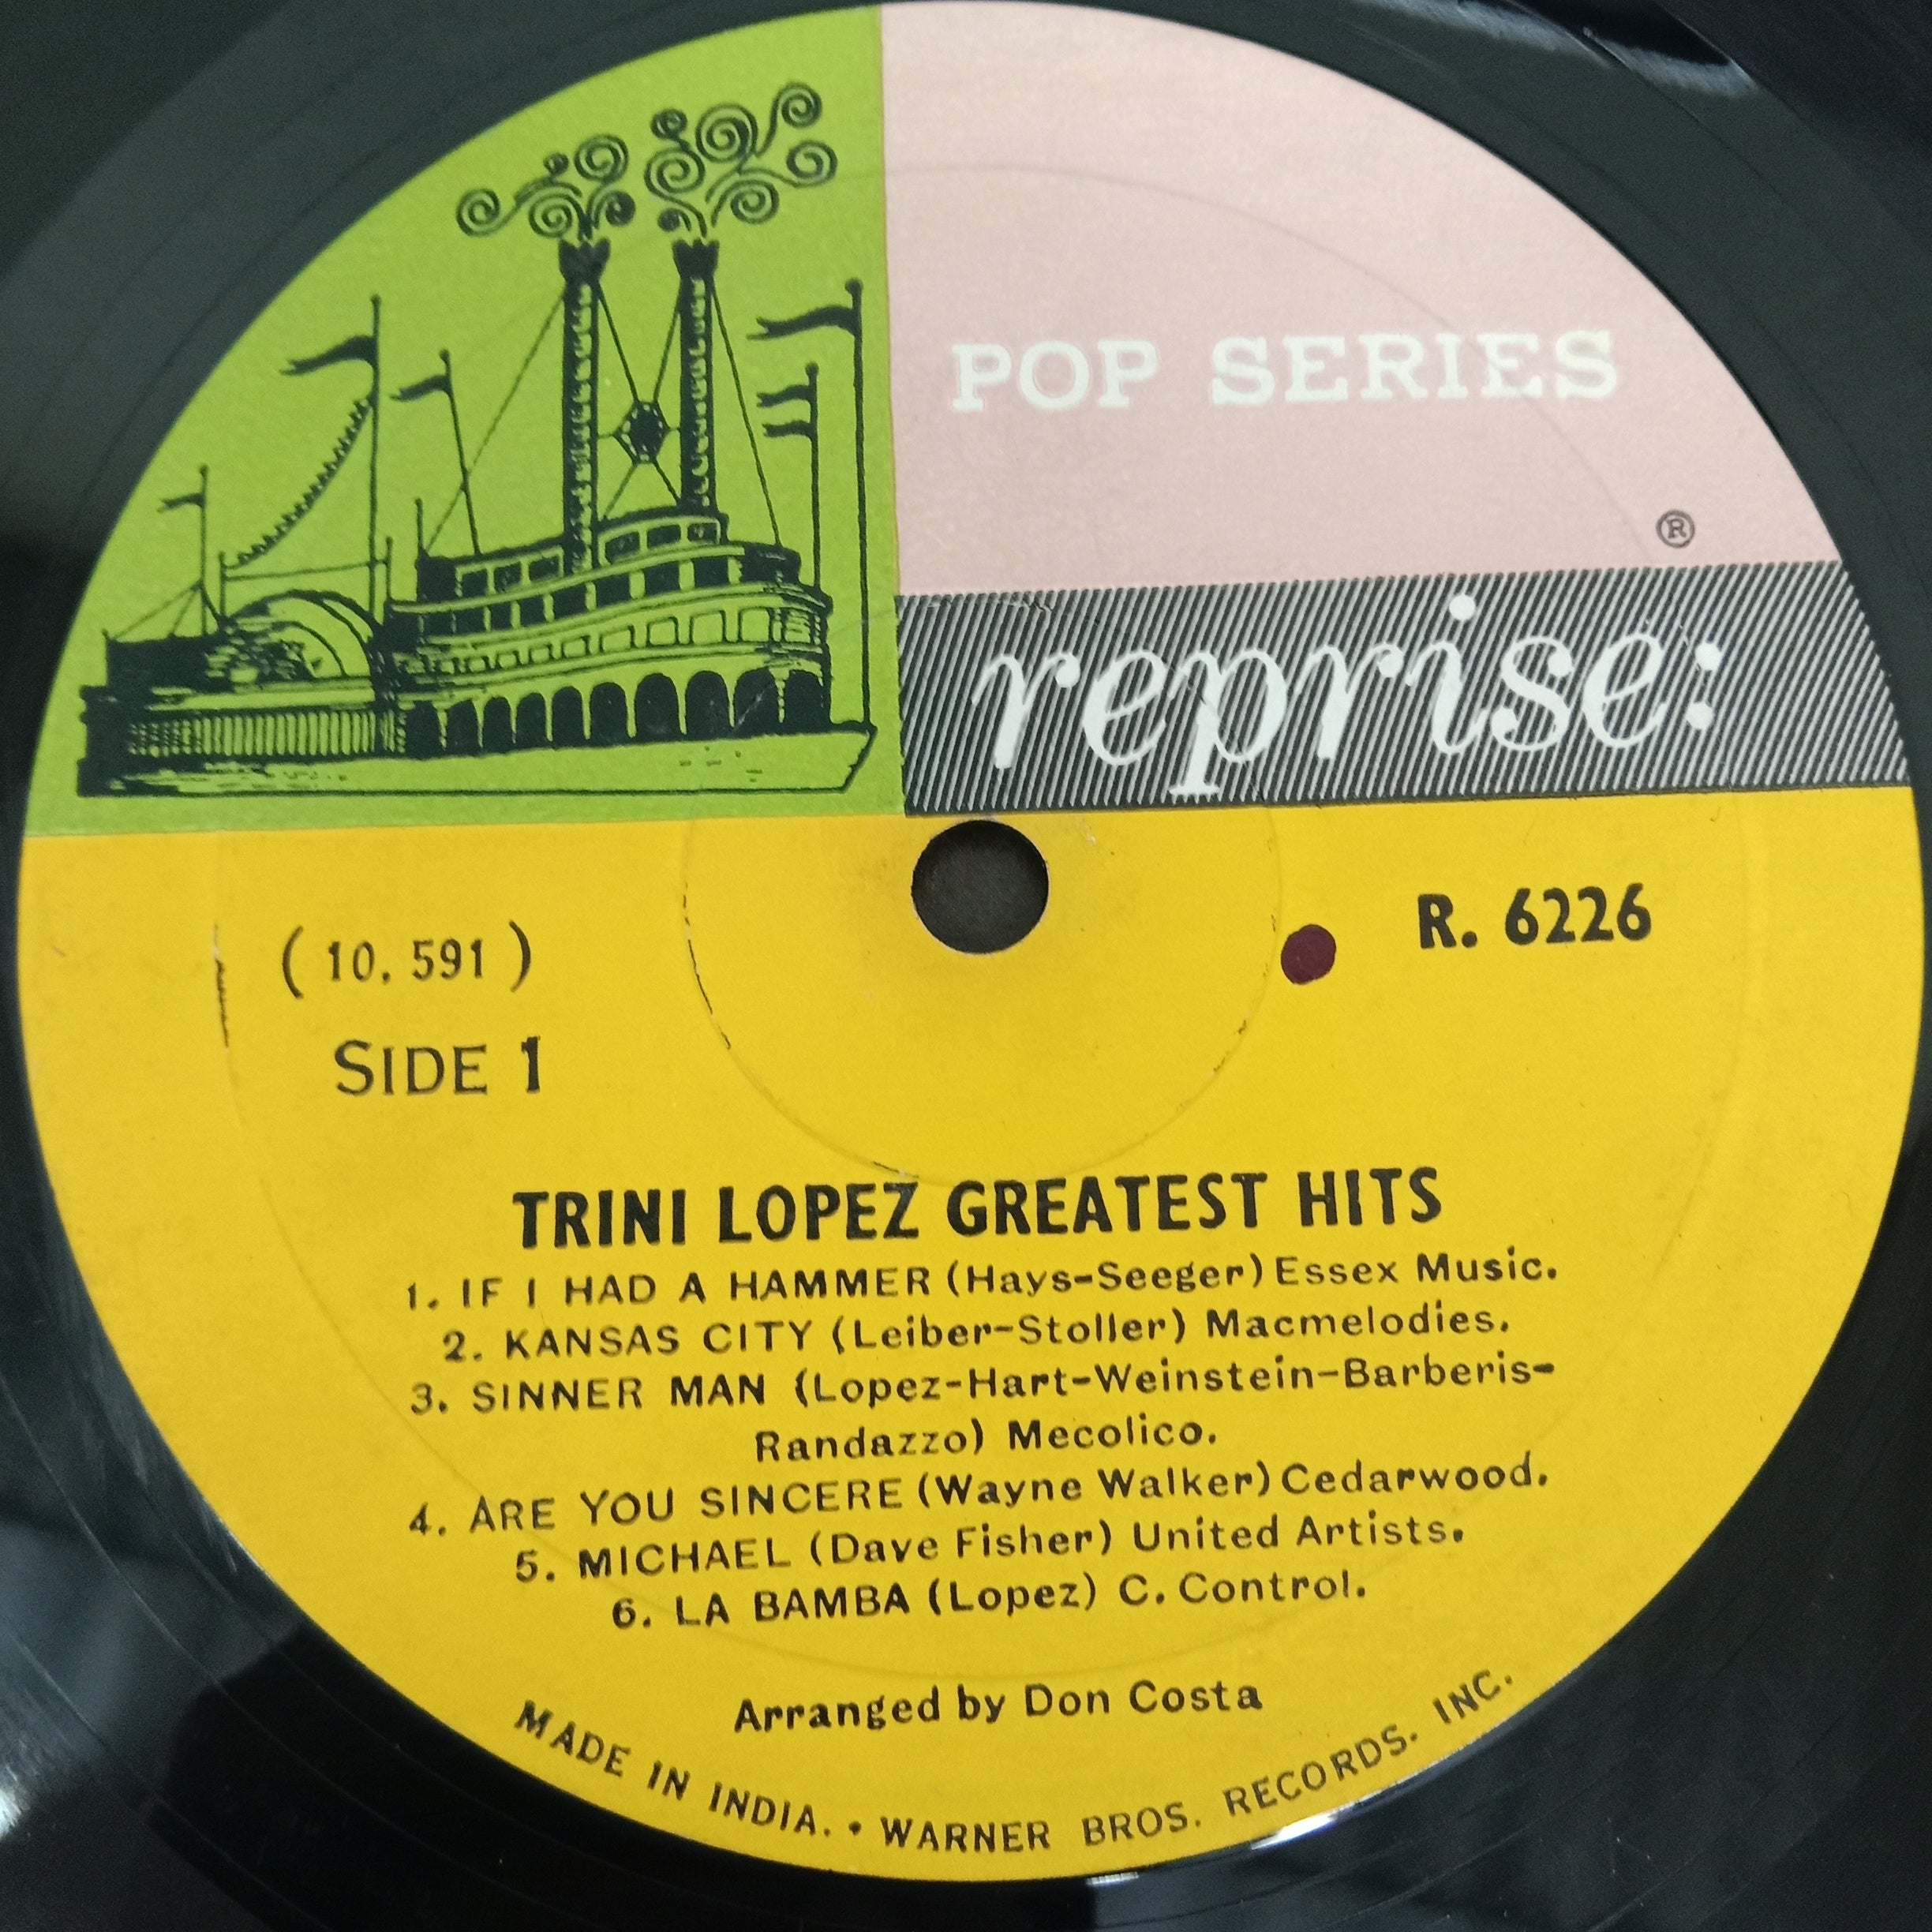 POP SERIES
®
reprise:
( 10, 591 )
R. 6226
SIDE 1
TRINI LOPEZ GREATEST HITS
1. IF I HAD A HAMMER (Hays-Seeger) Essex Music.
2. KANSAS CITY (Leiber-Stoller) Macmelodies.
3. SINNER MAN (Lopez-Hart-Weinstein-Barberis-
Randazzo) Mecolico.
4. ARE YOU SINCERE (Wayne Walker) Cedarwood.
5. MICHAEL (Dave Fisher) United Artists.
6. LA BAMBA (Lopez) C. Control.
Arranged by Don Costa
MADE IN INDIA. • WARNER BROS. RECORDS. INC.